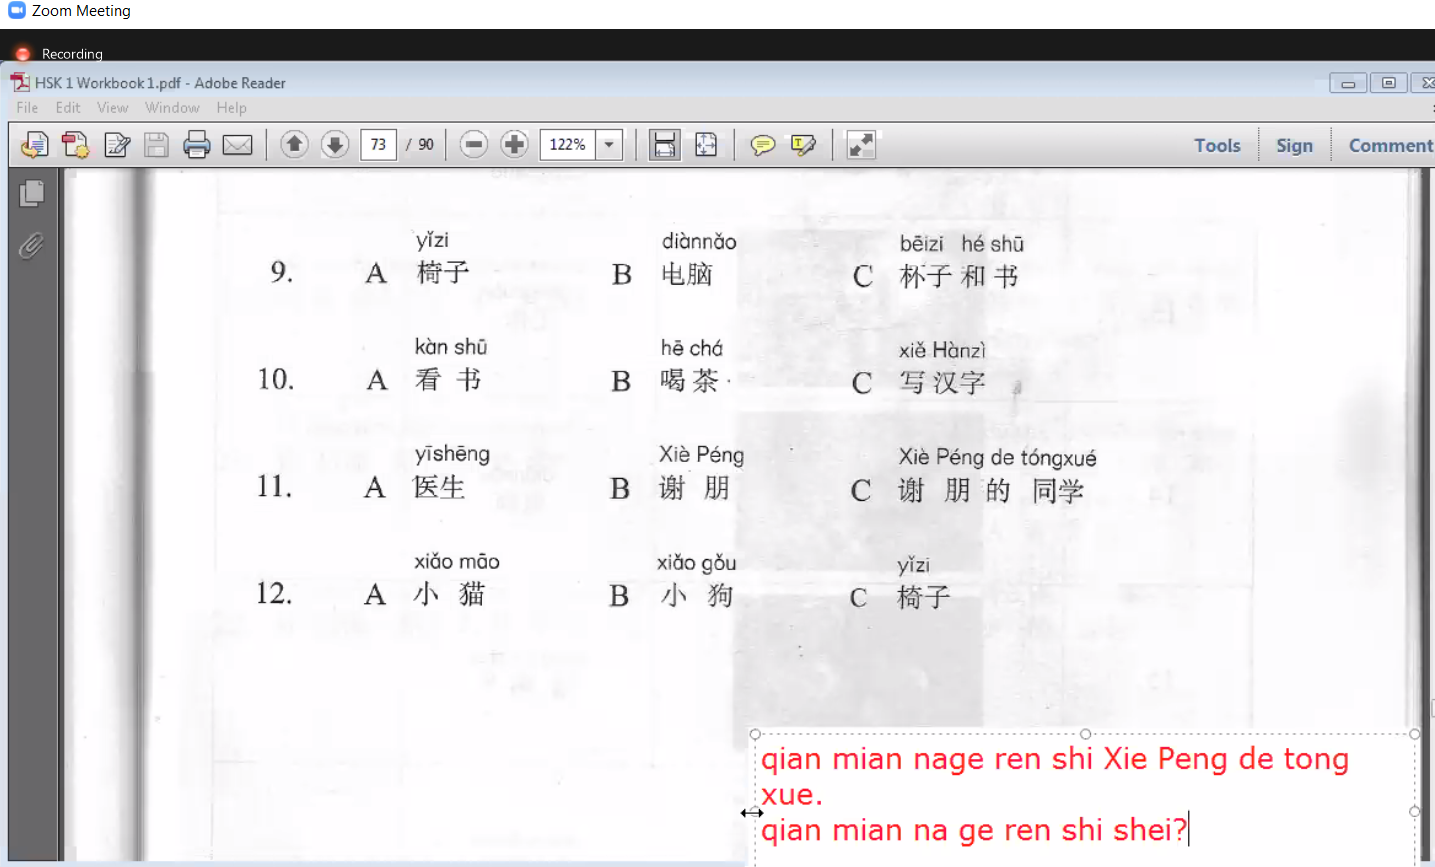 Zoom Meeting
Recording
HSK 1 Workbook 1.pdf - Adobe Reader
File Edit View Window Help
73 / 90 122% Tools Sign Comment
yǐzi diànnǎo bēizi hé shū
9. A 椅子 B 电脑 C 杯子 和 书
kàn shū hē chá xiě Hànzì
10. A 看 书 B 喝 茶 C 写 汉字
yīshēng Xiè Péng Xiè Péng de tóngxué
11. A 医生 B 谢 朋 C 谢 朋 的 同学
xiǎo māo xiǎo gǒu yǐzi
12. A 小 猫 B 小 狗 C 椅子
qian mian nage ren shi Xie Peng de tong
xue.
qian mian na ge ren shi shei?